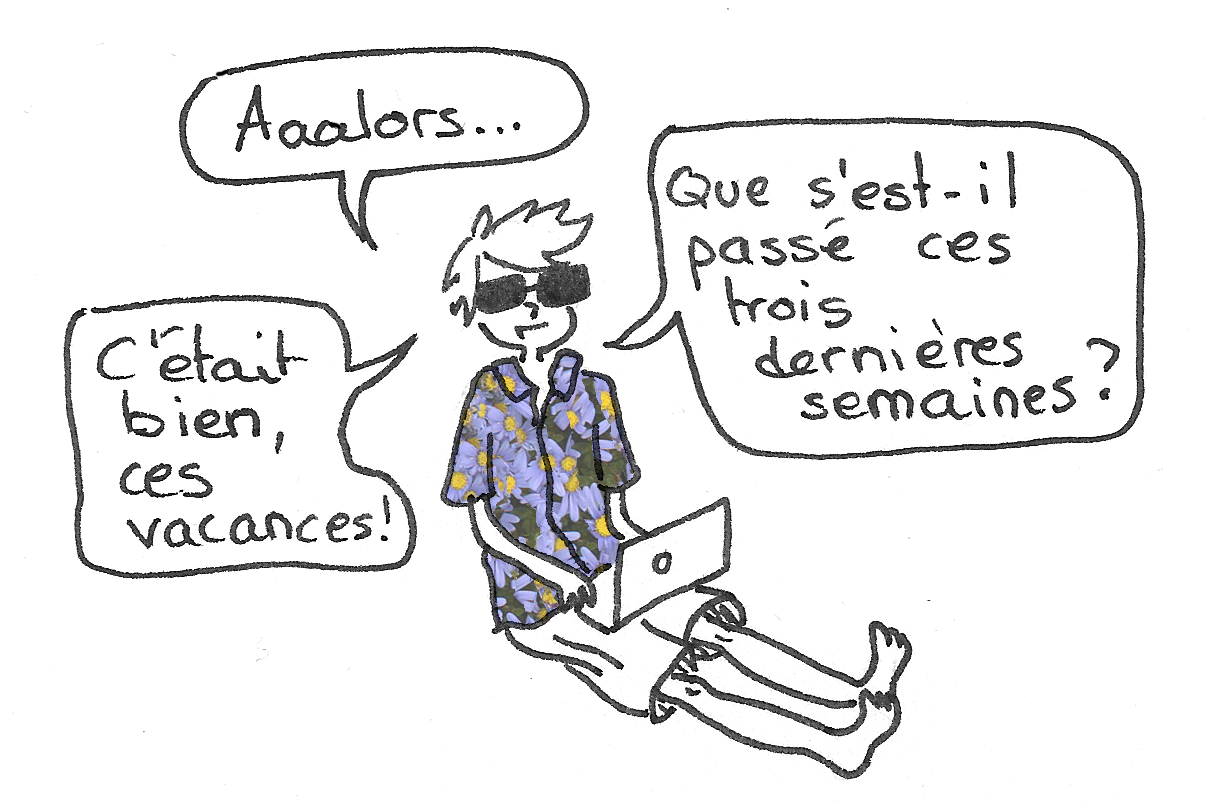 Aaalors...
C'était
bien,
ces
vacances!
Que s'est-il
passé ces
trois
dernières
semaines?